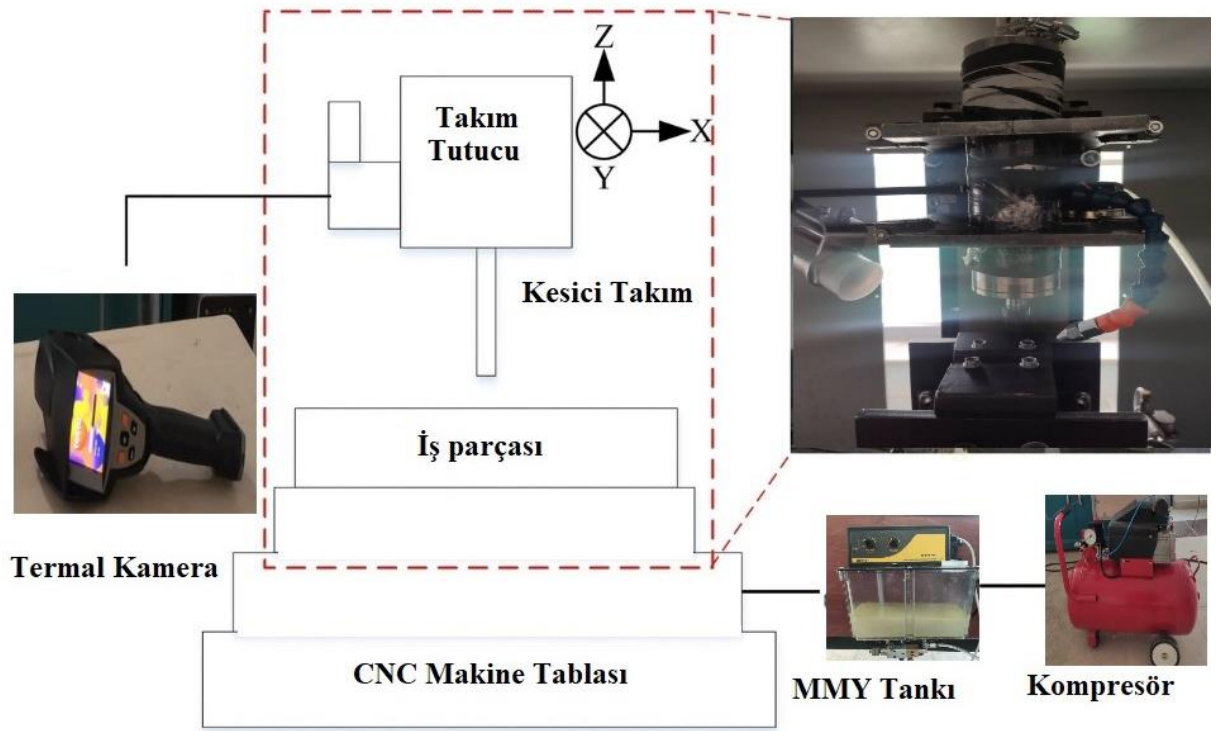 Z
Takım
Tutucu
X
Y
Kesici Takım
İş parçası
Termal Kamera
CNC Makine Tablası
MMY Tankı
Kompresör